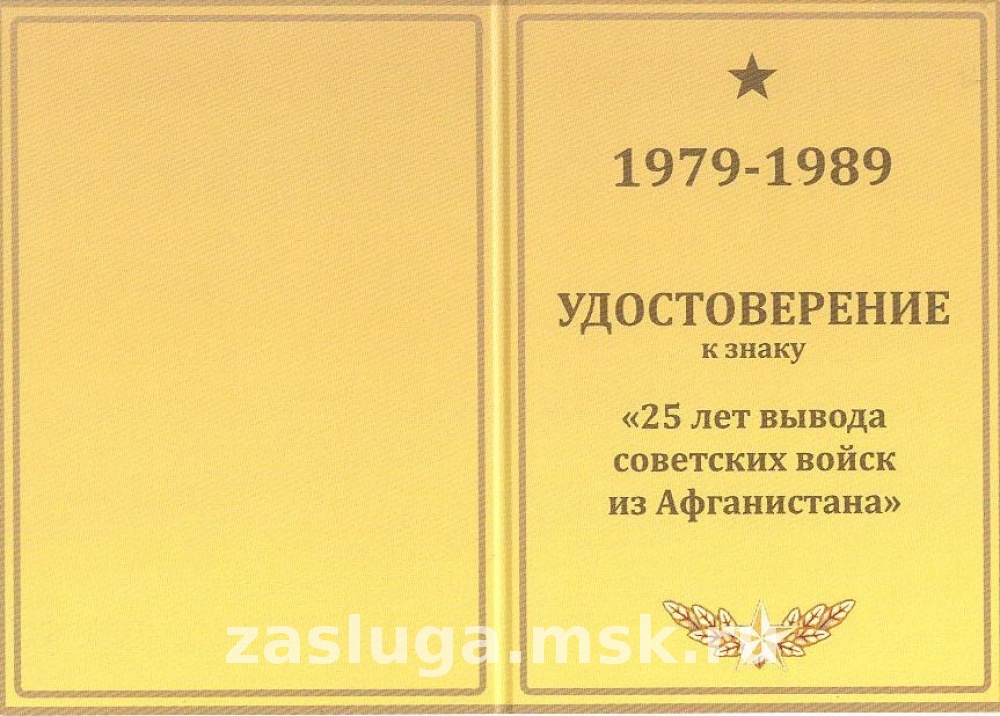 1979-1989
УДОСТОВЕРЕНИЕ
к знаку
«25 лет вывода
советских войск
из Афганистана»
zasluga.msk.ru